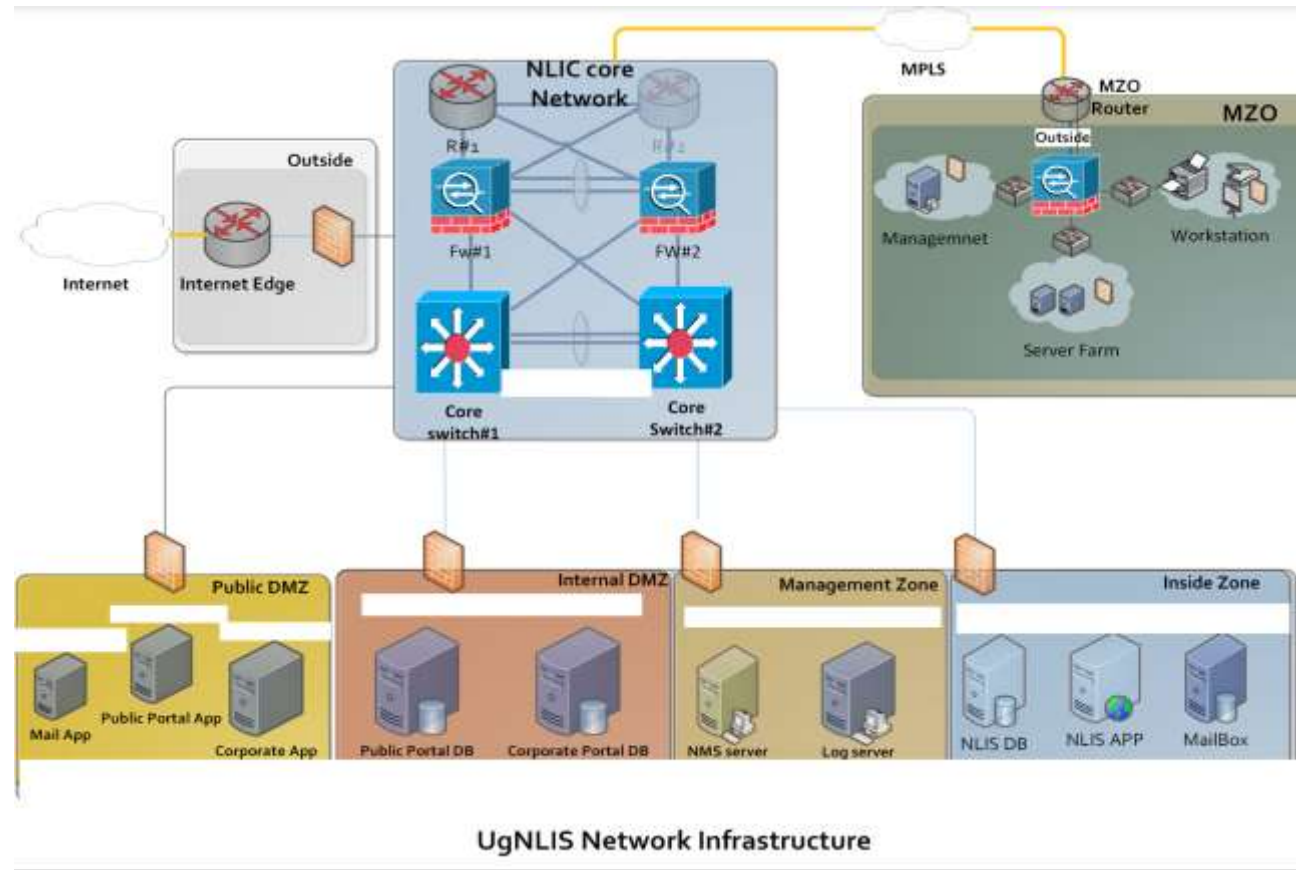 NLIC core
Network
MPLS
MZO
Router
MZO
R#1
Outside
Outside
Internet
Internet Edge
Fw#1
FW#2
Managemnet
Workstation
Server Farm
Core
switch#1
Core
Switch#2
Public DMZ
Internal DMZ
Management Zone
Inside Zone
Mail App
Public Portal App
Corporate App
Public Portal DB
Corporate Portal DB
NMS server
Log server
NLIS DB
NLIS APP
MailBox
UgNLIS Network Infrastructure